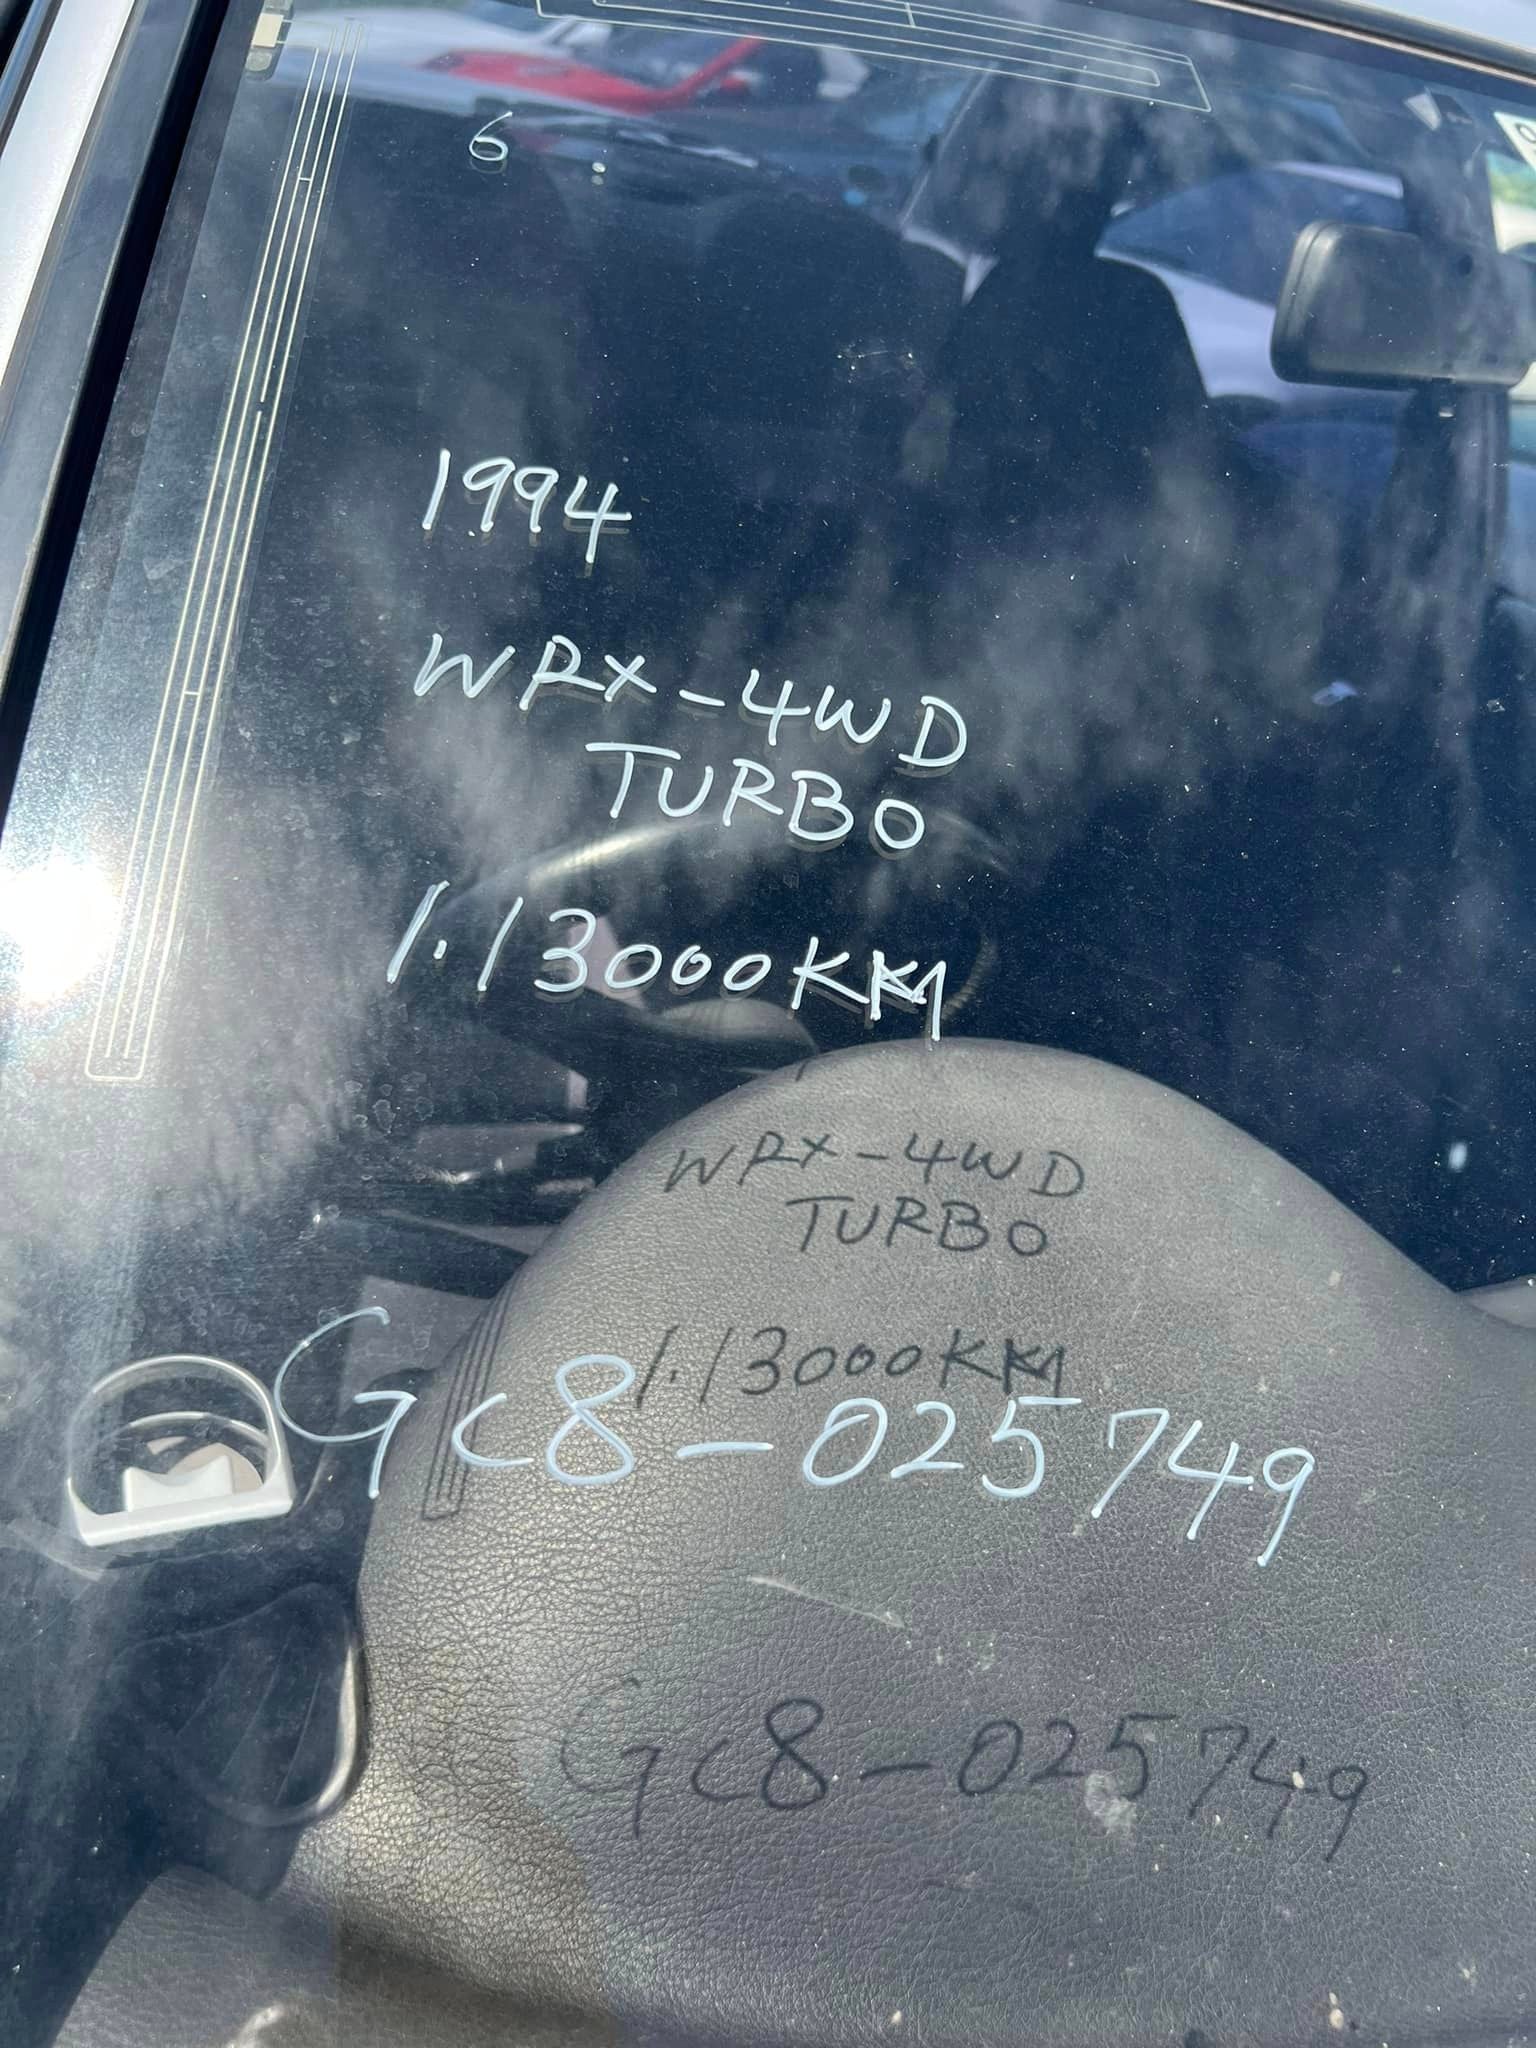 6
1994
WRX-4WD
TURBO
1.13000KM
WRX-4WD
TURBO
1.13000KM
GC8-025749
GC8-025749